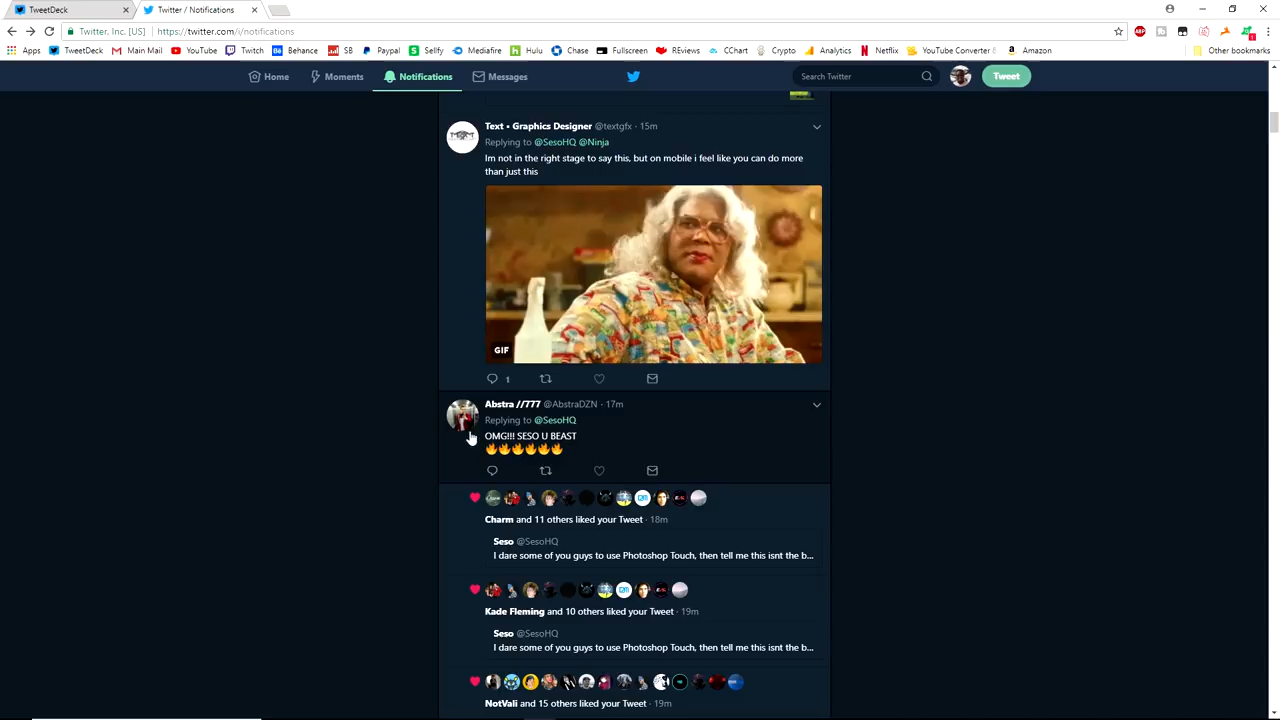 TweetDeck
Twitter / Notifications
Twitter, Inc. [US]
https://twitter.com/i/notifications
Apps
TweetDeck
Main Mail
YouTube
Twitch
Behance
$B
Paypal
Sellfy
Mediafire
Hulu
Chase
Fullscreen
REviews
CChart
Crypto
Analytics
Netflix
YouTube Converter &
Amazon
Other bookmarks
Home
Moments
Notifications
Messages
Search Twitter
Tweet
Text • Graphics Designer @textgfx · 15m
Replying to @SesoHQ @Ninja
Im not in the right stage to say this, but on mobile i feel like you can do more
than just this
GIF
1
Abstra //777 @AbstraDZN · 17m
Replying to @SesoHQ
OMG!!! SESO U BEAST
🔥🔥🔥🔥🔥🔥
Charm and 11 others liked your Tweet · 18m
Seso @SesoHQ
I dare some of you guys to use Photoshop Touch, then tell me this isnt the b...
Kade Fleming and 10 others liked your Tweet · 19m
Seso @SesoHQ
I dare some of you guys to use Photoshop Touch, then tell me this isnt the b...
NotVali and 15 others liked your Tweet · 19m